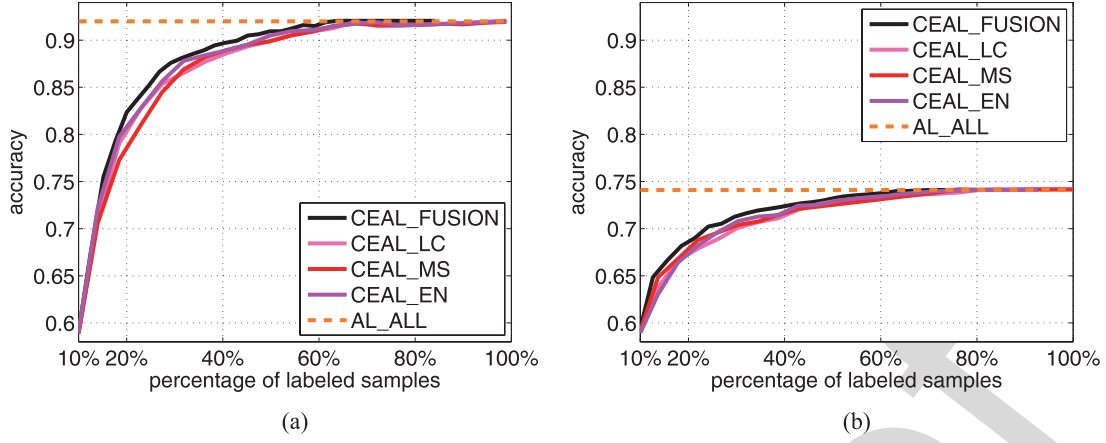 0.9
0.85
0.8
0.75
0.7
0.65
0.6
accuracy
CEAL_FUSION
CEAL_LC
CEAL_MS
CEAL_EN
AL_ALL
10% 20% 40% 60% 80% 100%
percentage of labeled samples
(a)
0.9
0.85
0.8
0.75
0.7
0.65
0.6
accuracy
CEAL_FUSION
CEAL_LC
CEAL_MS
CEAL_EN
AL_ALL
10% 20% 40% 60% 80% 100%
percentage of labeled samples
(b)